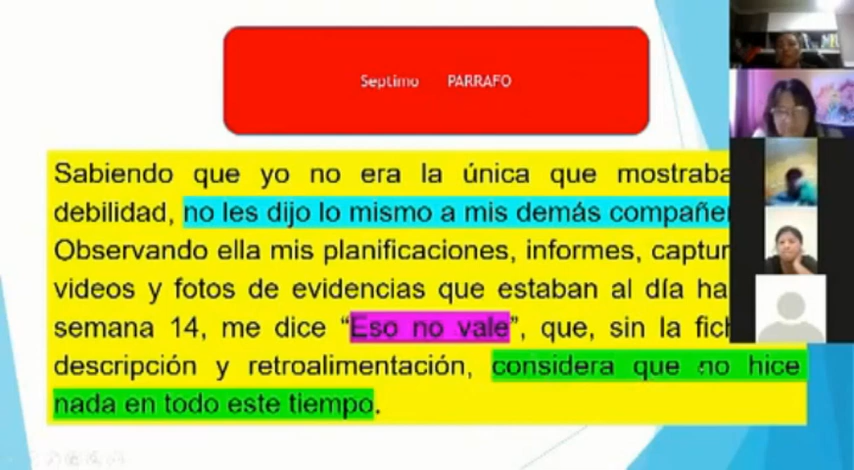 Septimo PARRAFO
Sabiendo que yo no era la única que mostraba
debilidad, no les dijo lo mismo a mis demás
Observando ella mis planificaciones, informes,
videos y fotos de evidencias que estaban al día
semana 14, me dice “Eso no vale”, que, sin la
descripción y retroalimentación, considera que no hice
nada en todo este tiempo.